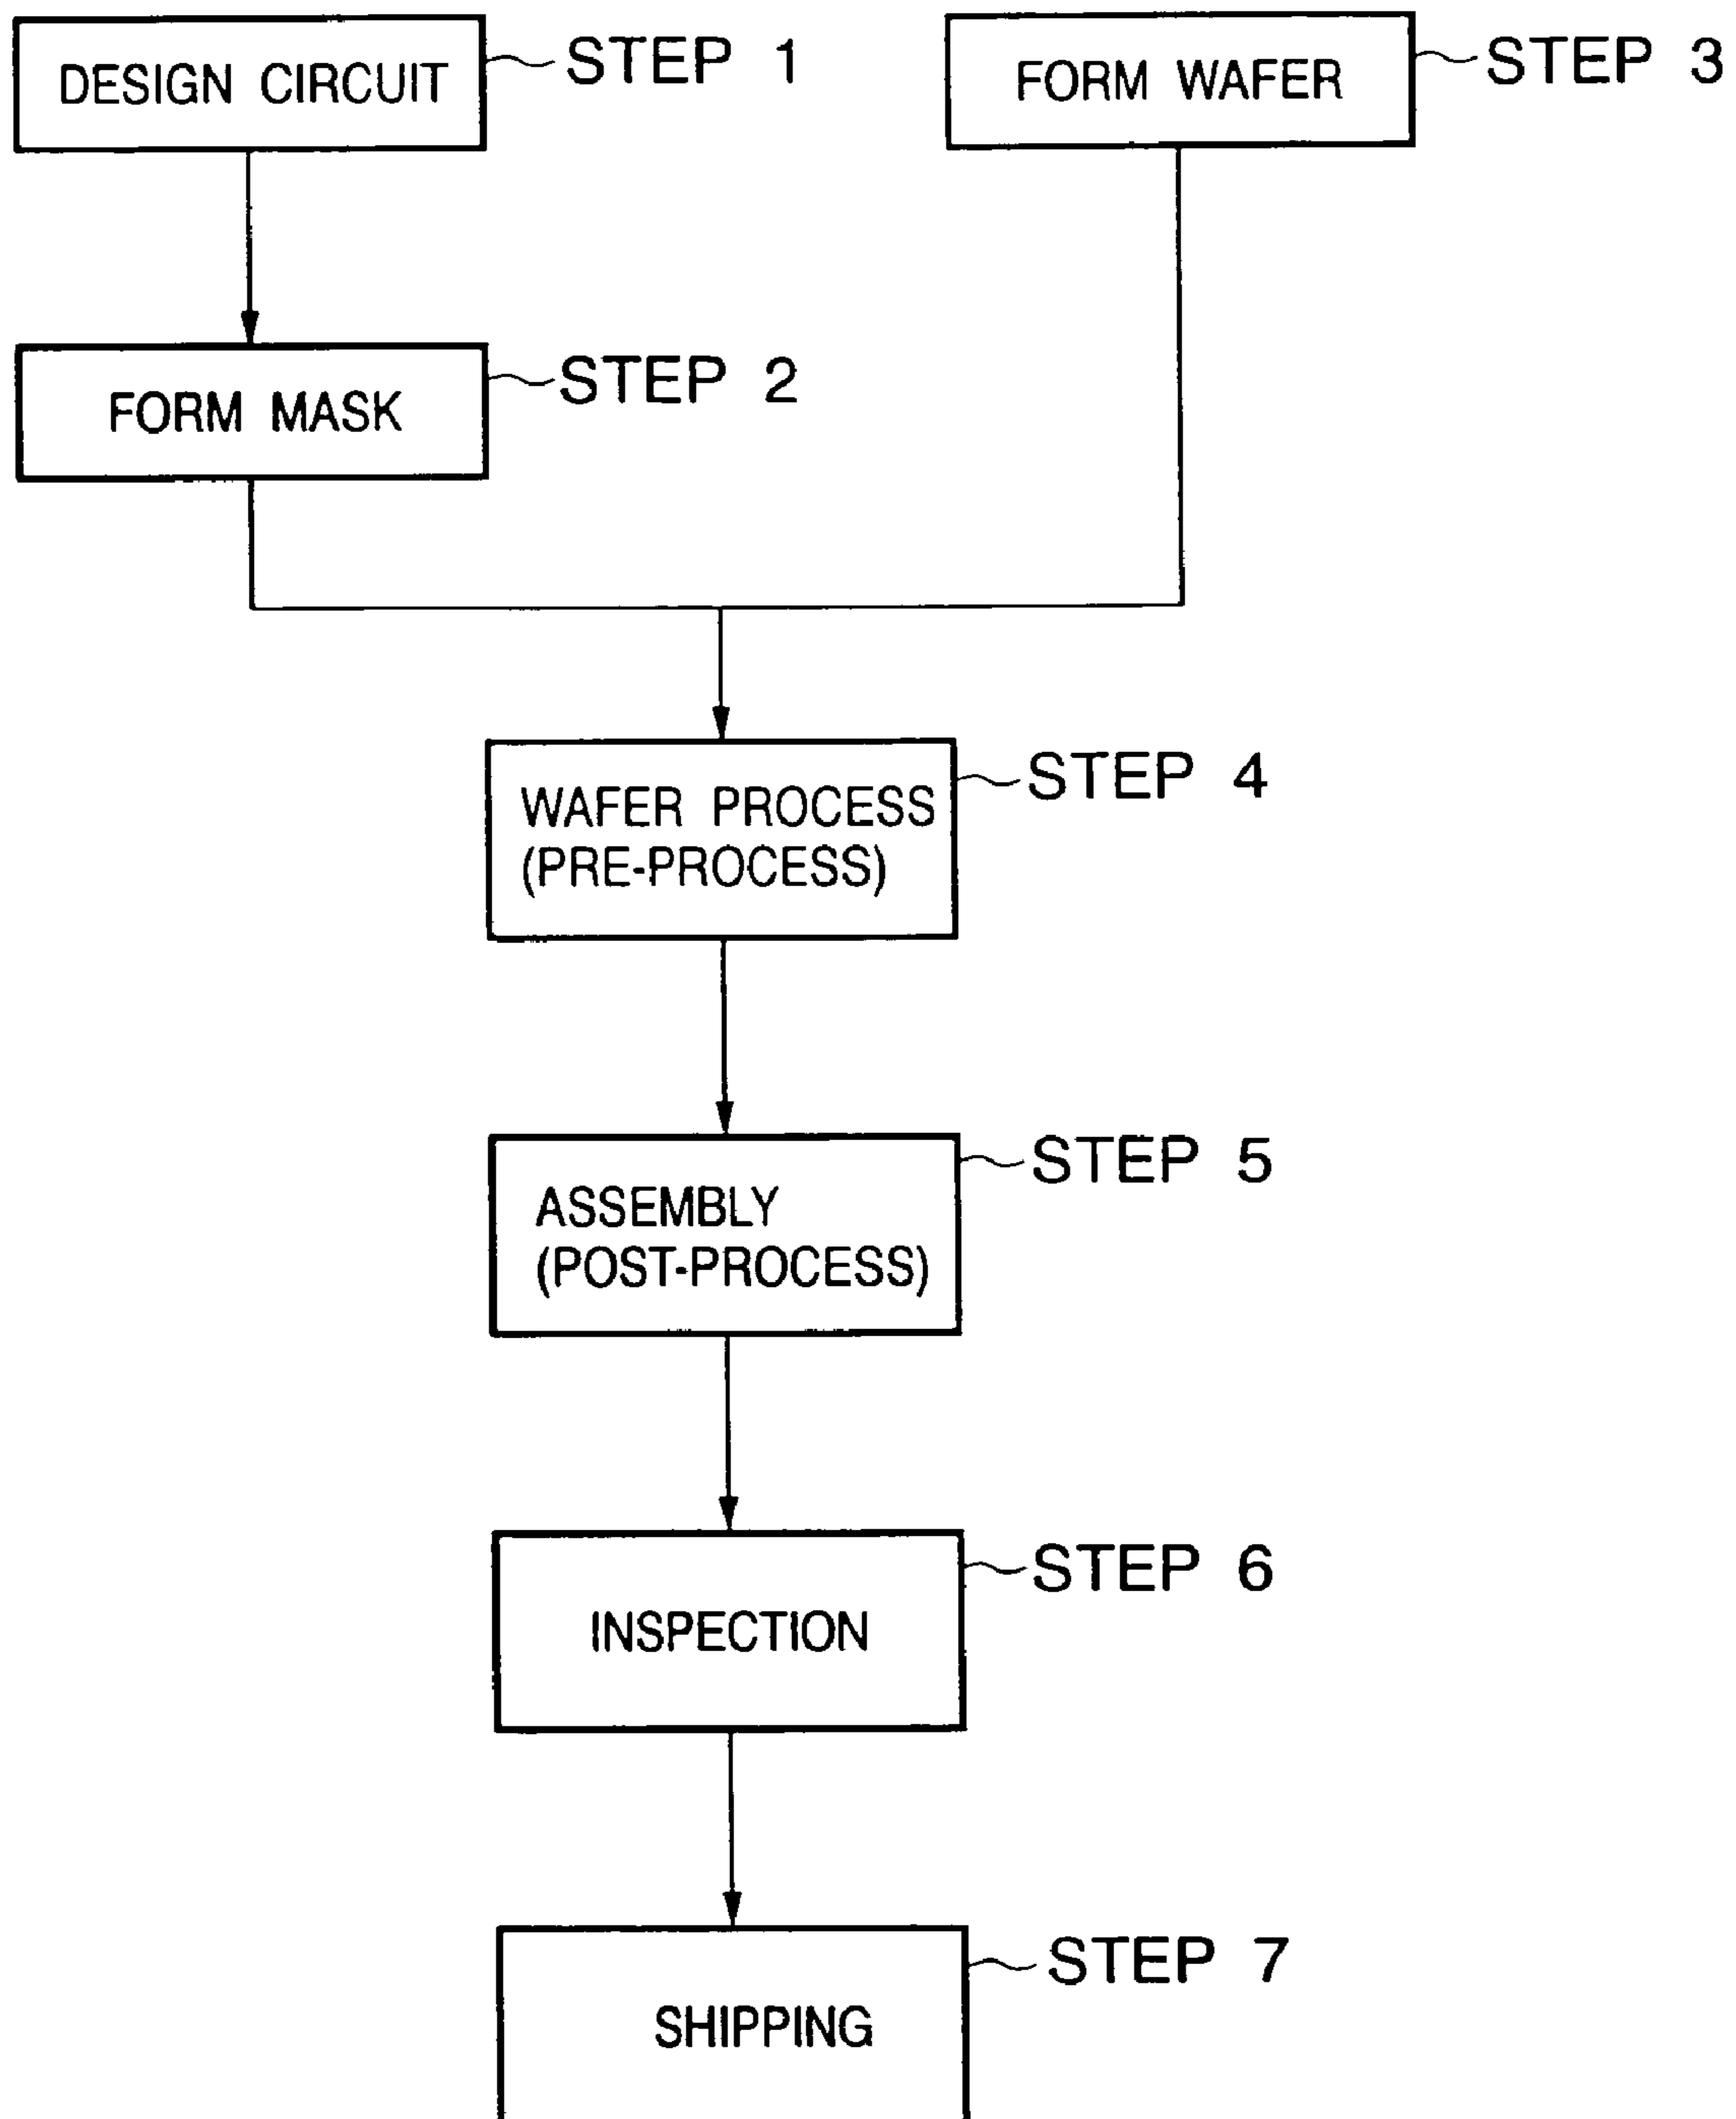 DESIGN CIRCUIT
STEP 1
FORM WAFER
STEP 3
FORM MASK
STEP 2
WAFER PROCESS
(PRE-PROCESS)
STEP 4
ASSEMBLY
(POST-PROCESS)
STEP 5
INSPECTION
STEP 6
SHIPPING
STEP 7